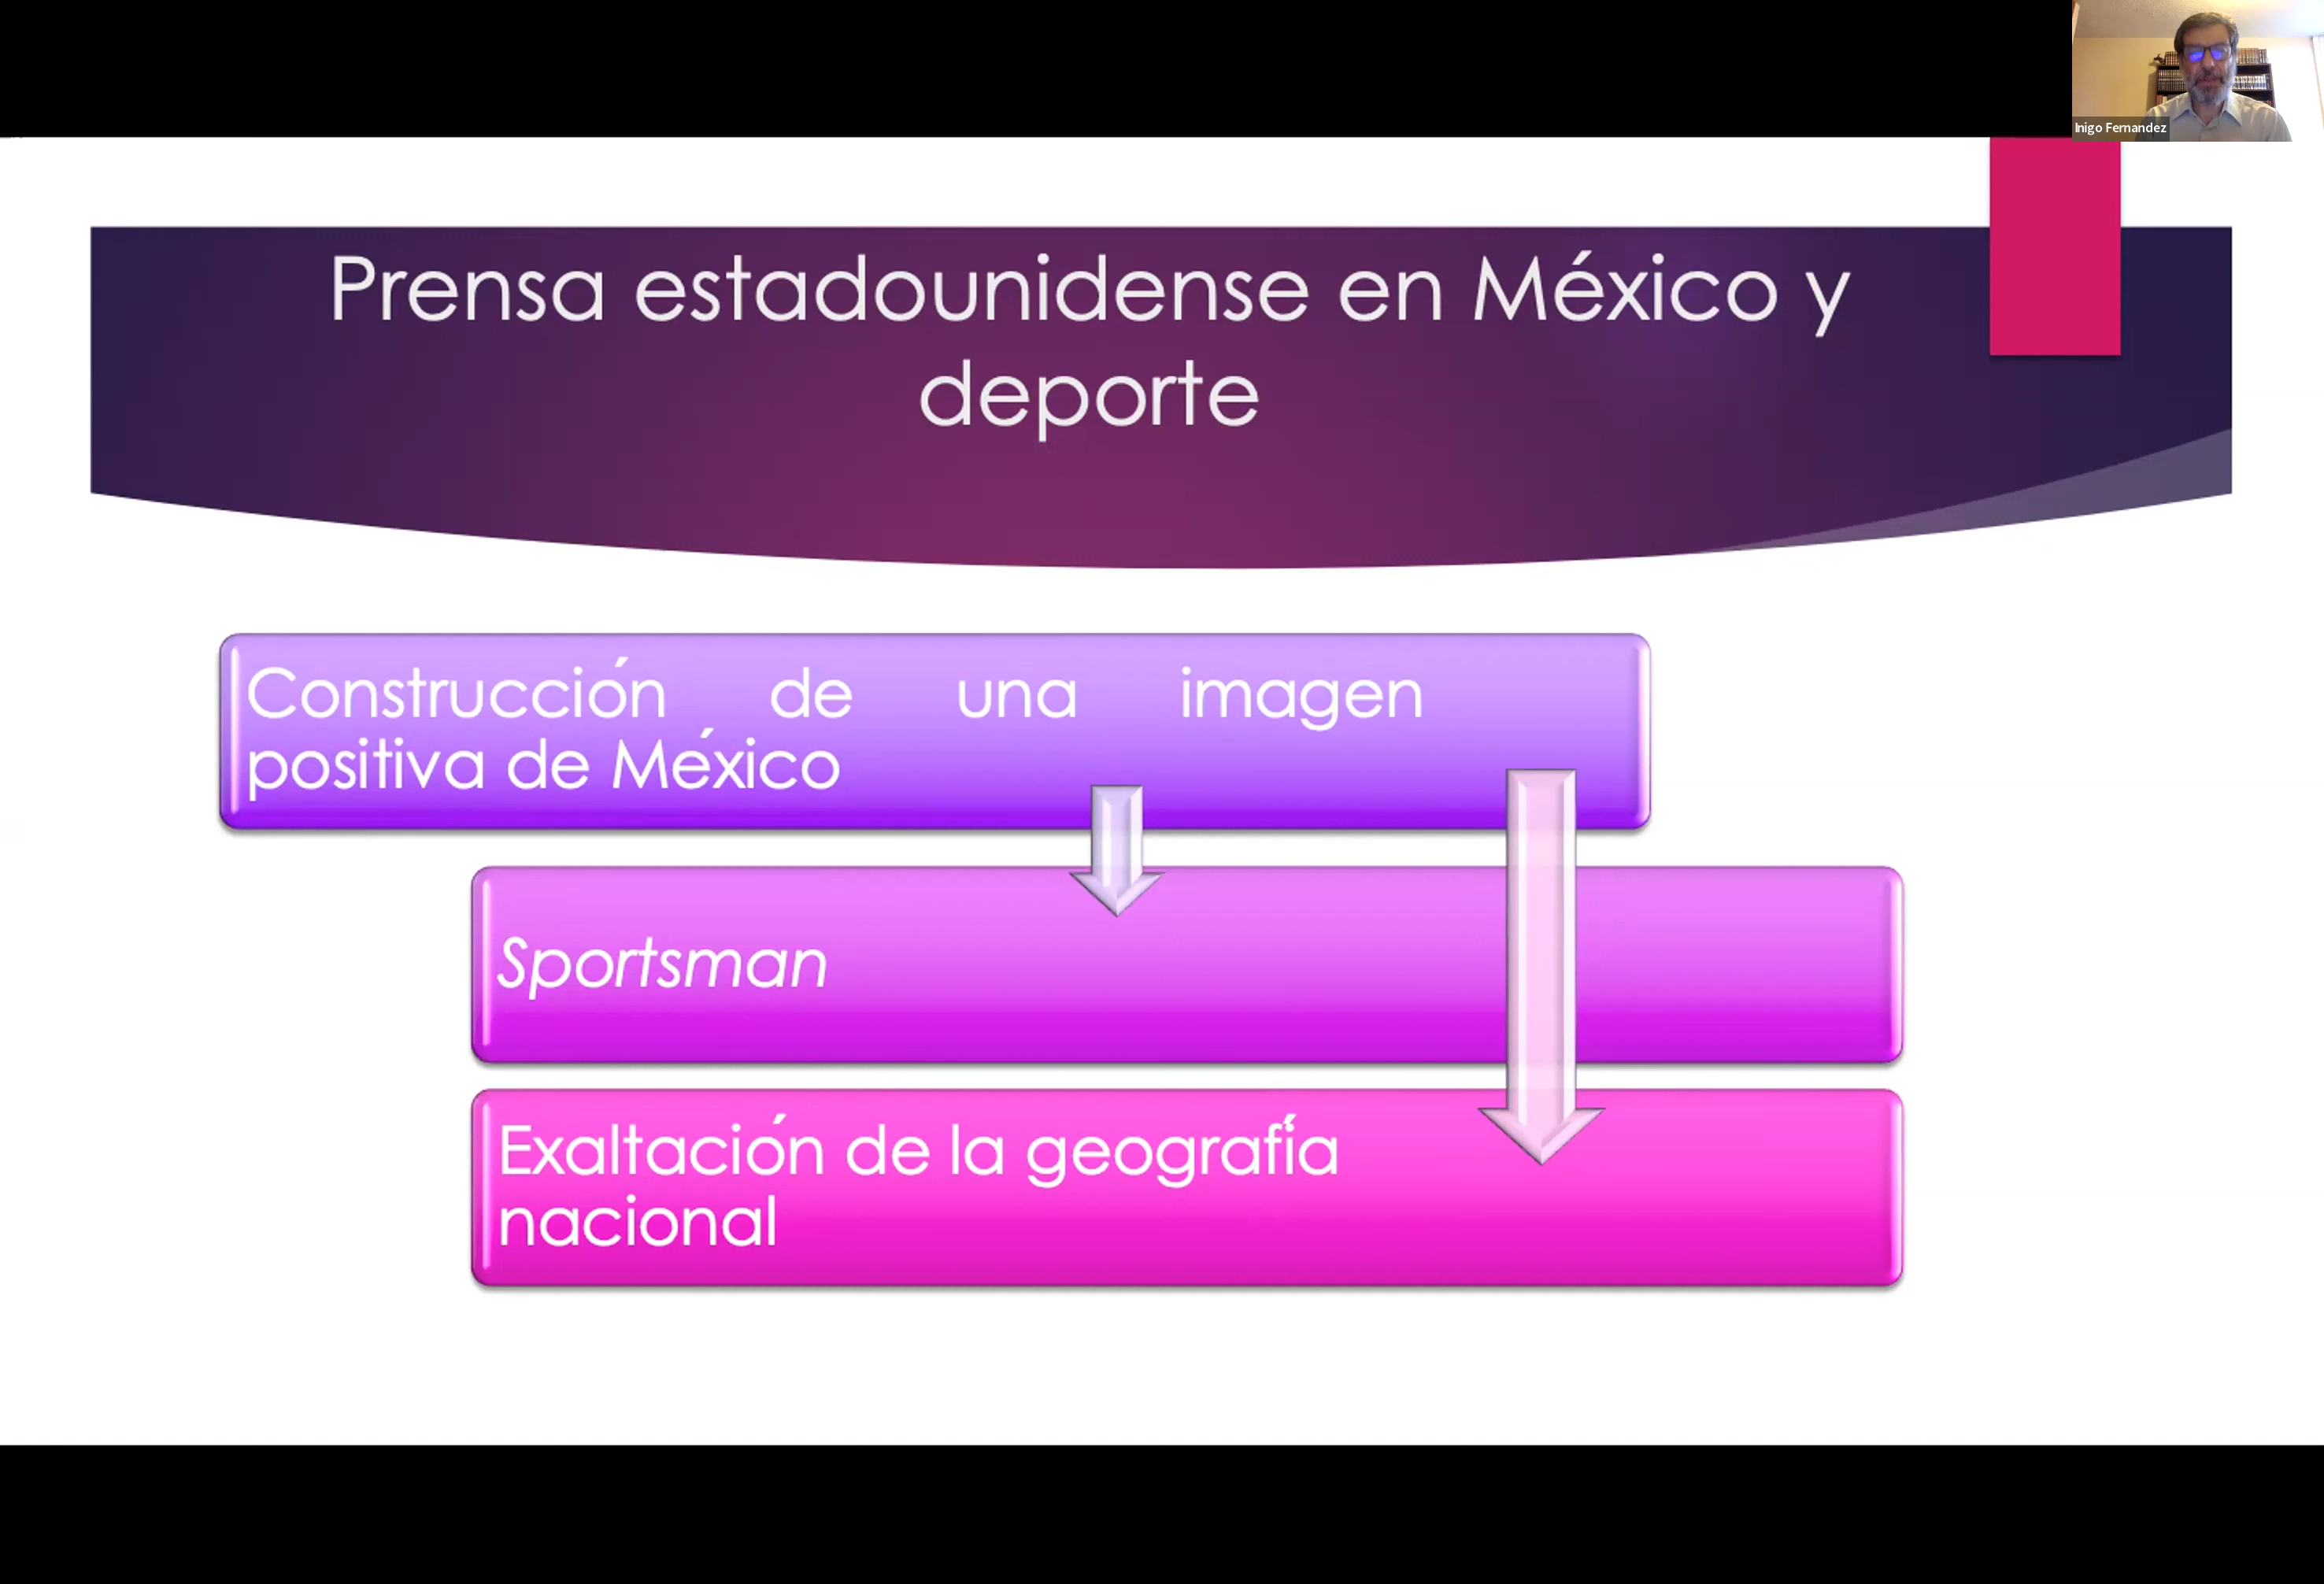 Inigo Fernandez
Prensa estadounidense en México y
deporte
Construcción de una imagen
positiva de México
Sportsman
Exaltación de la geografía
nacional